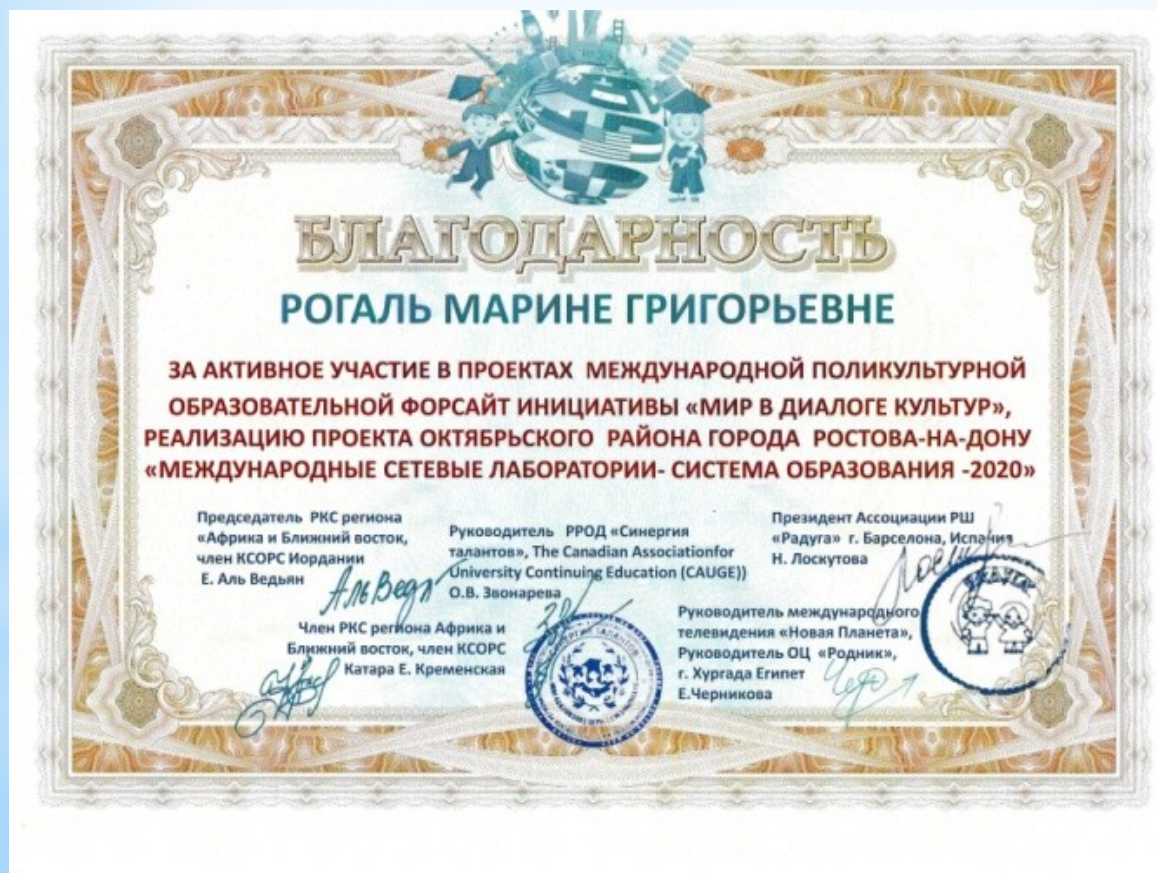 БЛАГОДАРНОСТЬ
РОГАЛЬ МАРИНЕ ГРИГОРЬЕВНЕ
ЗА АКТИВНОЕ УЧАСТИЕ В ПРОЕКТАХ МЕЖДУНАРОДНОЙ ПОЛИКУЛЬТУРНОЙ
ОБРАЗОВАТЕЛЬНОЙ ФОРСАЙТ ИНИЦИАТИВЫ «МИР В ДИАЛОГЕ КУЛЬТУР»,
РЕАЛИЗАЦИЮ ПРОЕКТА ОКТЯБРЬСКОГО РАЙОНА ГОРОДА РОСТОВА-НА-ДОНУ
«МЕЖДУНАРОДНЫЕ СЕТЕВЫЕ ЛАБОРАТОРИИ- СИСТЕМА ОБРАЗОВАНИЯ -2020»
Председатель РКС региона
«Африка и Ближний восток,
член КСОРС Иордании
Е. Аль Ведьян
Руководитель РРОД «Синергия
талантов», The Canadian Associationfor
University Continuing Education (CAUGE))
О.В. Звонарева
Президент Ассоциации РШ
«Радуга» г. Барселона, Испания
Н. Лоскутова
Член РКС региона Африка и
Ближний восток, член КСОРС
Катара Е. Кременская
Руководитель международного
телевидения «Новая Планета»,
Руководитель ОЦ «Родник»,
г. Хургада Египет
Е.Черникова